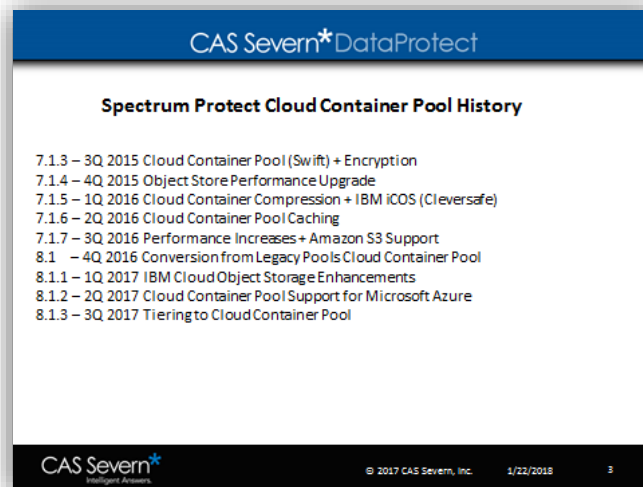 CAS Severn* DataProtect
Spectrum Protect Cloud Container Pool History
7.1.3 – 3Q 2015 Cloud Container Pool (Swift) + Encryption
7.1.4 – 4Q 2015 Object Store Performance Upgrade
7.1.5 – 1Q 2016 Cloud Container Compression + IBM iCOS (Cleversafe)
7.1.6 – 2Q 2016 Cloud Container Pool Caching
7.1.7 – 3Q 2016 Performance Increases + Amazon S3 Support
8.1 – 4Q 2016 Conversion from Legacy Pools Cloud Container Pool
8.1.1 – 1Q 2017 IBM Cloud Object Storage Enhancements
8.1.2 – 2Q 2017 Cloud Container Pool Support for Microsoft Azure
8.1.3 – 3Q 2017 Tiering to Cloud Container Pool
CAS Severn*
Intelligent Answers.
© 2017 CAS Severn, Inc. 1/22/2018 3